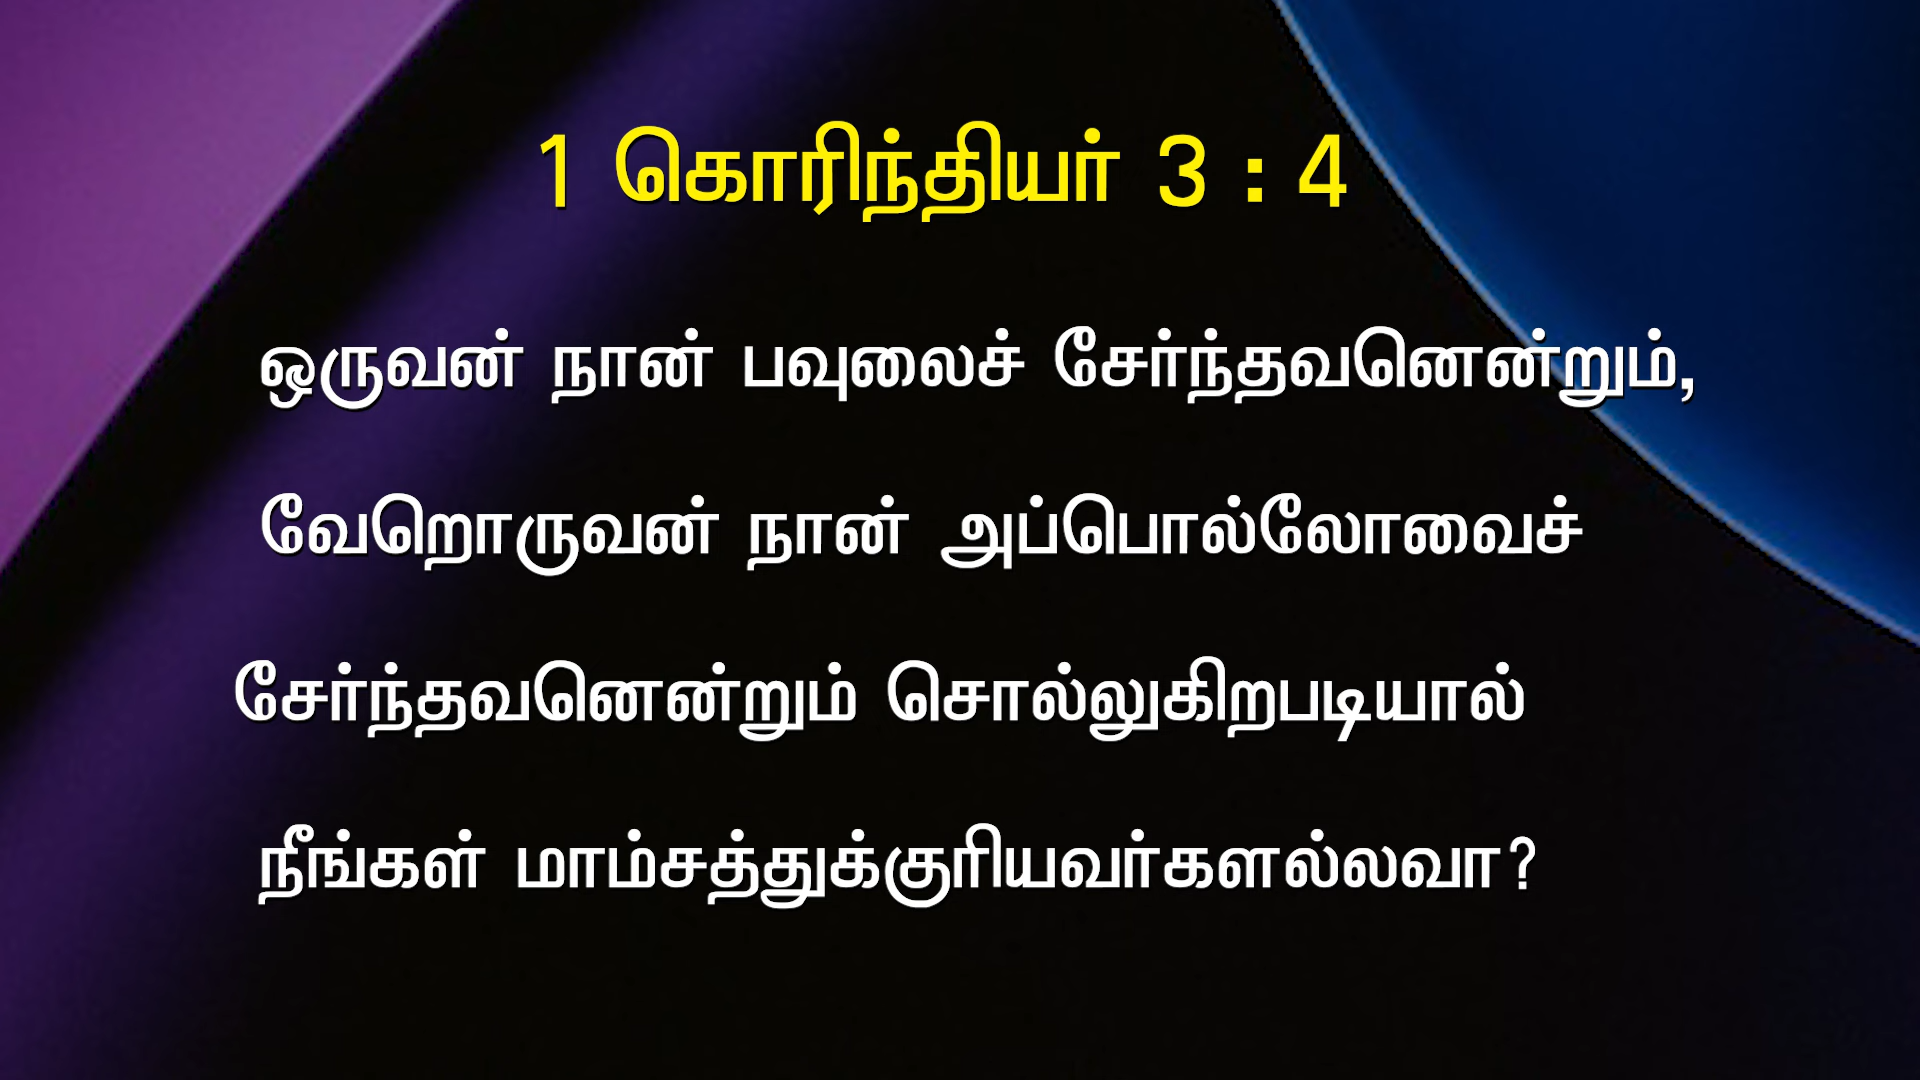 1 கொரிந்தியர் 3 : 4
ஒருவன் நான் பவுலைச் சேர்ந்தவனென்றும்,
வேறொருவன் நான் அப்பொல்லோவைச்
சேர்ந்தவனென்றும் சொல்லுகிறபடியால்
நீங்கள் மாம்சத்துக்குரியவர்களல்லவா?